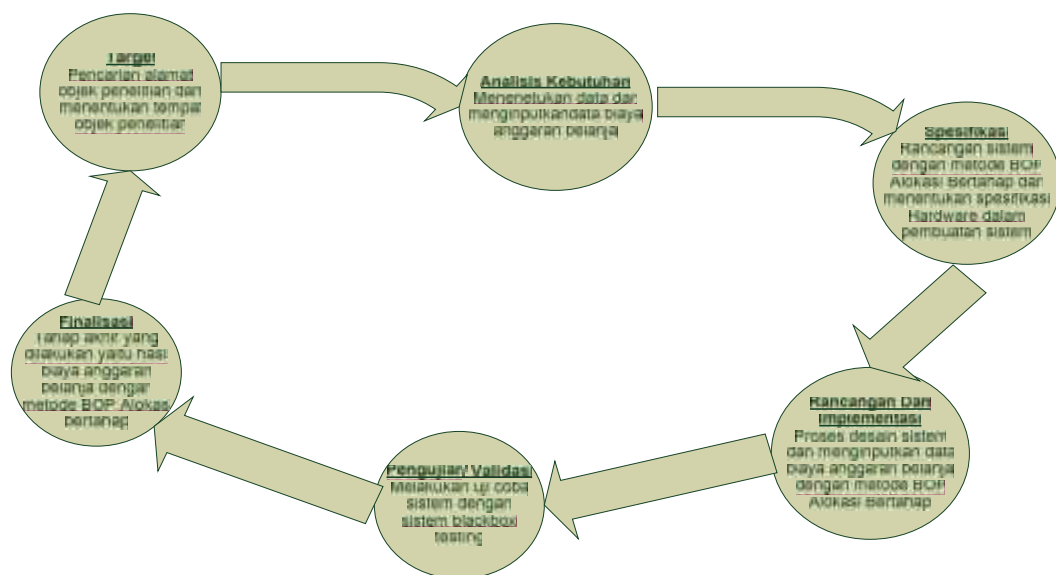 Target
Pencarian alamat
objek penelitian dan
menentukan tempat
objek penelitian
Analisis Kebutuhan
Menenetukan data dan
menginputkandata biaya
anggaran belanja
Spesifikasi
Rancangan sistem
dengan metode BOP
Alokasi Bertahap dan
menentukan spesifikasi
Hardware dalam
pembuatan sistem
Rancangan Dan
Implementasi
Proses desain sistem
dan menginputkan data
biaya anggaran belanja
dengan metode BOP
Alokasi Bertahap
Pengujian/ Validasi
Melakukan uji coba
sistem dengan
sistem blackbox
testing
Finalisasi
Tahap akhir yang
dilakukan yaitu hasil
biaya anggaran
belanja dengan
metode BOP Alokasi
bertahap